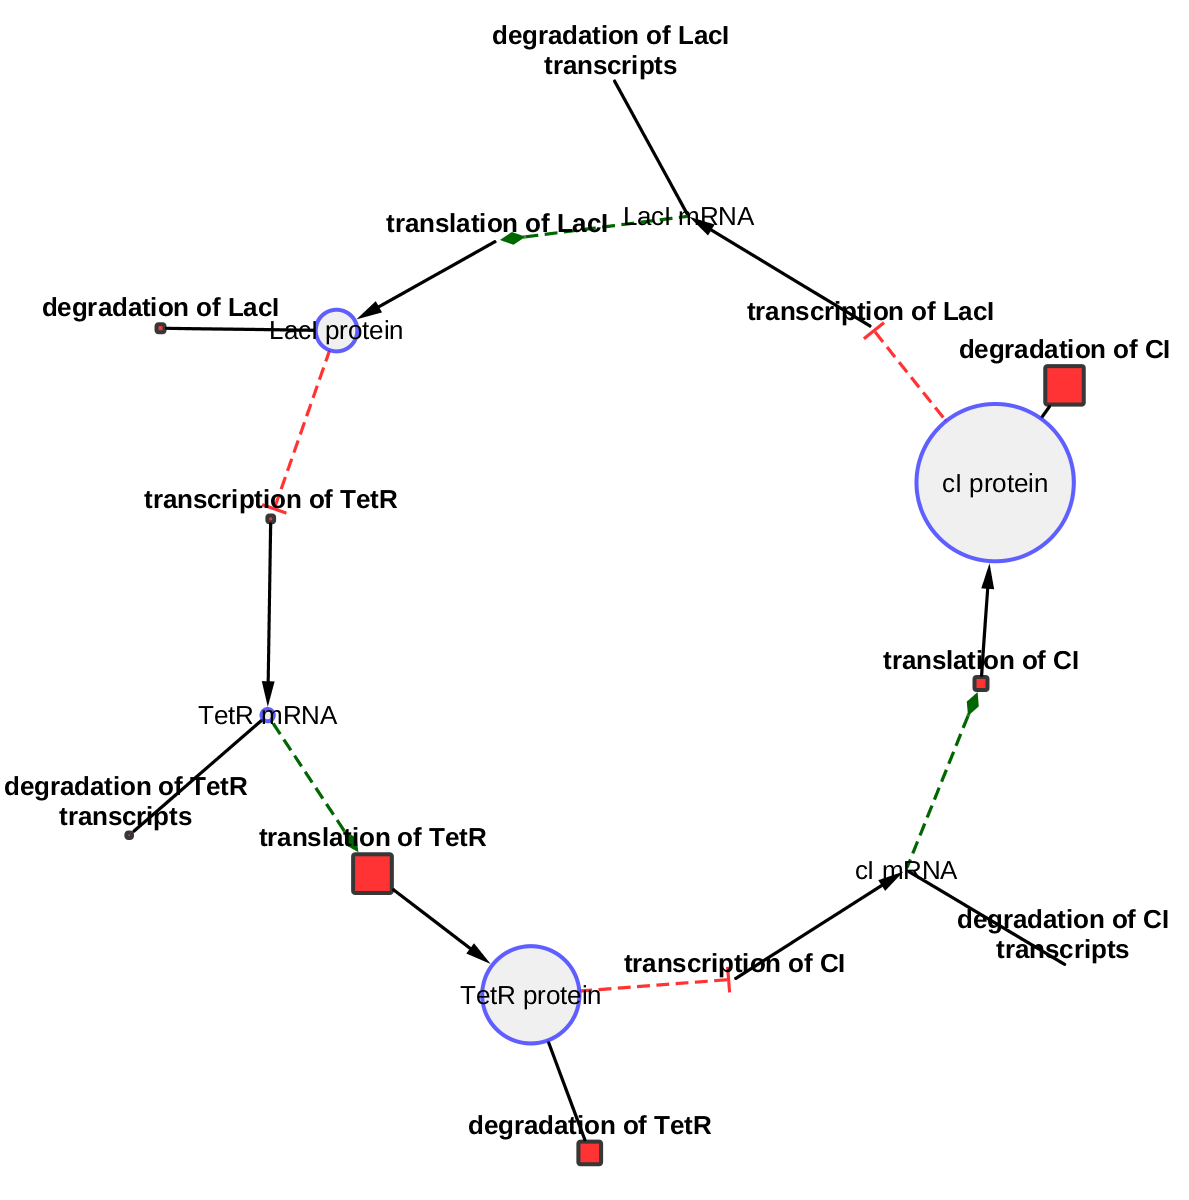 degradation of LacI
transcripts
LacI mRNA
translation of LacI
degradation of LacI
LacI protein
transcription of LacI
degradation of CI
cI protein
transcription of TetR
translation of CI
TetR mRNA
degradation of TetR
transcripts
translation of TetR
cI mRNA
degradation of CI
transcripts
transcription of CI
TetR protein
degradation of TetR